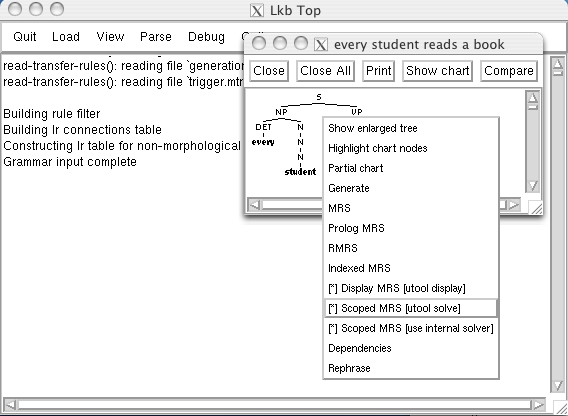 Lkb Top
Quit Load View Parse Debug
read-transfer-rules(): reading file `generation
read-transfer-rules(): reading file `trigger.mtr
Building rule filter
Building lr connections table
Constructing lr table for non-morphological
Grammar input complete
every student reads a book
Close Close All Print Show chart Compare
S
NP VP
DET N
every N
N
student
Show enlarged tree
Highlight chart nodes
Partial chart
Generate
MRS
Prolog MRS
RMRS
Indexed MRS
[*] Display MRS [utool display]
[*] Scoped MRS [utool solve]
[*] Scoped MRS [use internal solver]
Dependencies
Rephrase